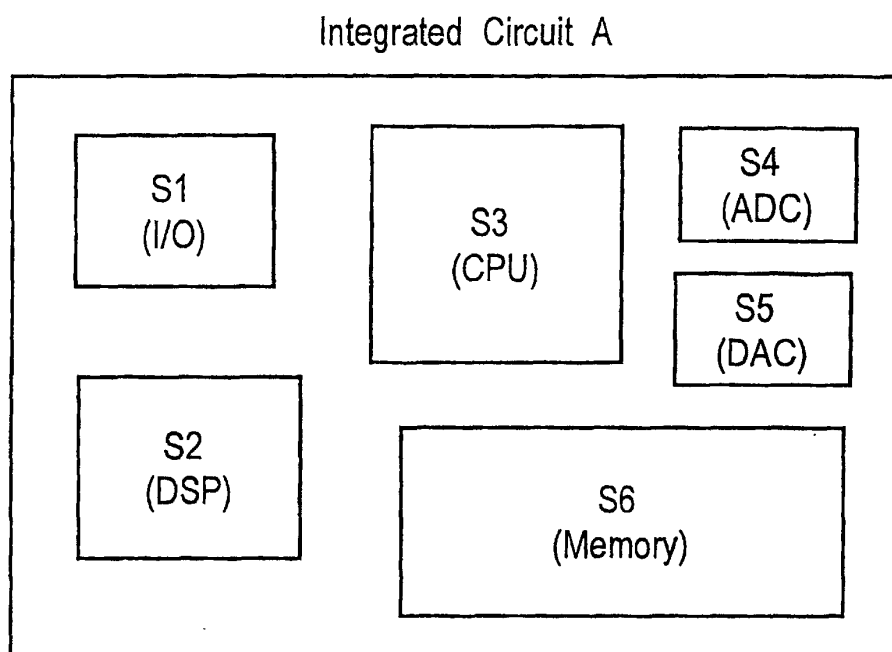 Integrated Circuit A
S1
(I/O)
S2
(DSP)
S3
(CPU)
S4
(ADC)
S5
(DAC)
S6
(Memory)